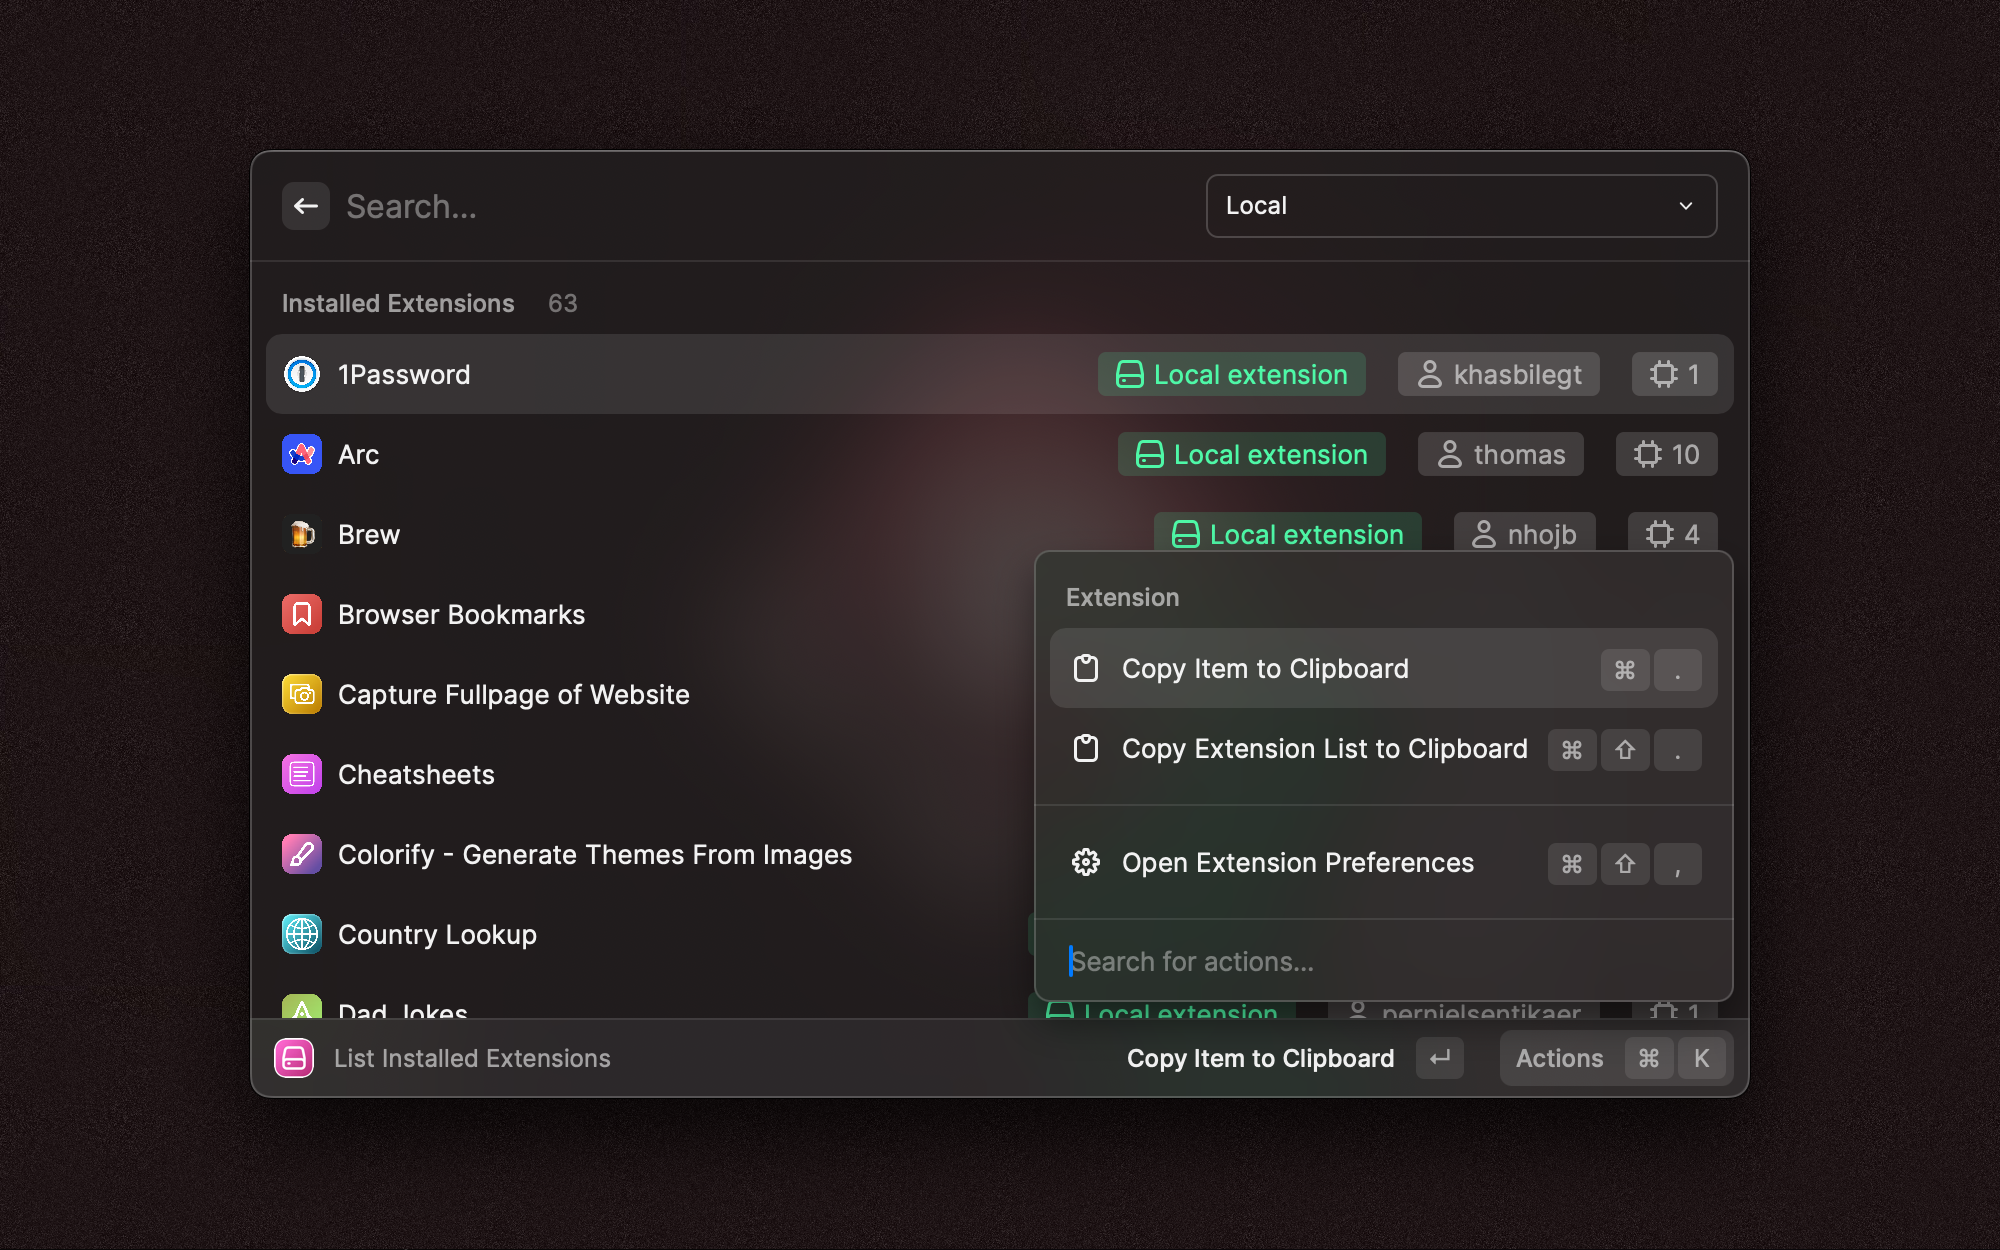 Search...
Local
Installed Extensions 63
1Password Local extension khasbilegt 1
Arc Local extension thomas 10
Brew Local extension nhojb 4
Browser Bookmarks
Capture Fullpage of Website
Cheatsheets
Colorify - Generate Themes From Images
Country Lookup
Dad Jokes Local extension pernielsentikaer 1
Extension
Copy Item to Clipboard ⌘ .
Copy Extension List to Clipboard ⌘ ⇧ .
Open Extension Preferences ⌘ ⇧ ,
Search for actions...
List Installed Extensions Copy Item to Clipboard ↵ Actions ⌘ K